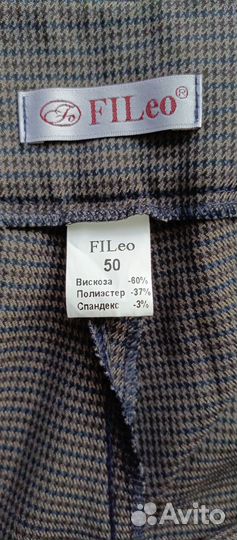 FILeo®
FILeo
50
Вискоза -60%
Полиэстер -37%
Спандекс -3%
Avito